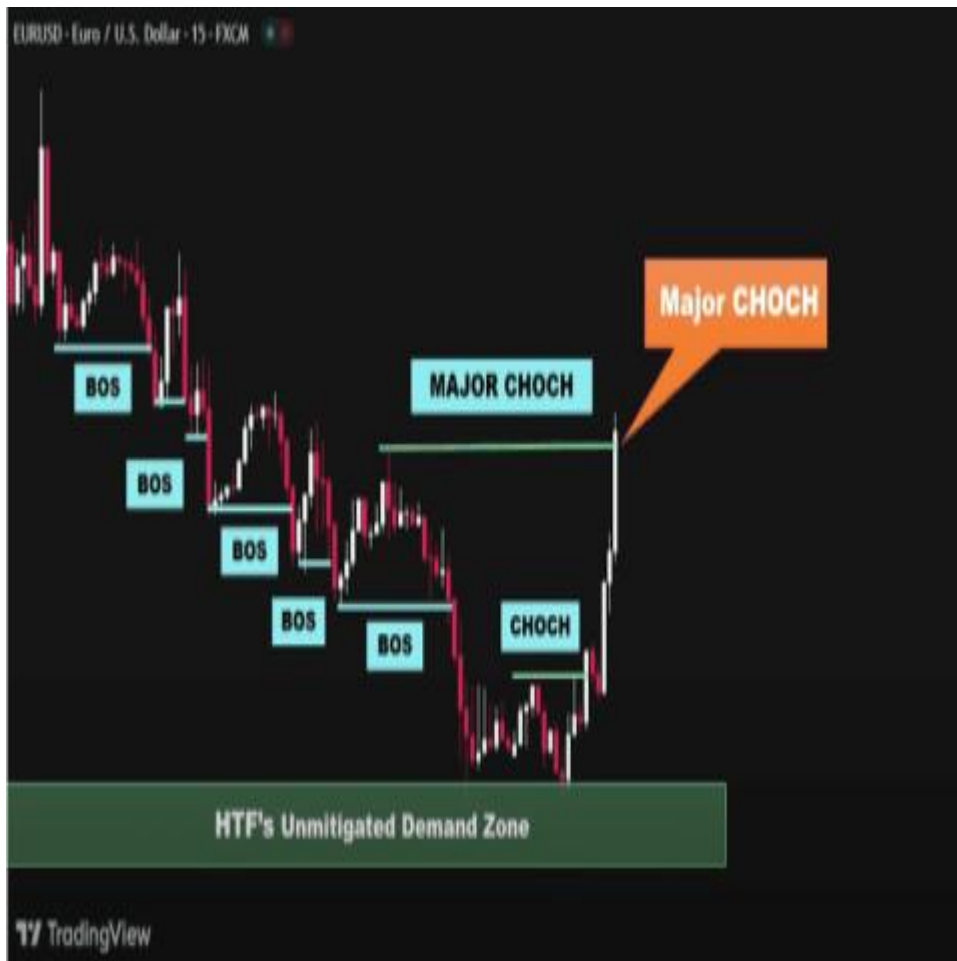 EURUSD · Euro / U.S. Dollar · 15 · FXCM
Major CHOCH
MAJOR CHOCH
BOS
BOS
BOS
BOS
BOS
CHOCH
HTF's Unmitigated Demand Zone
TradingView